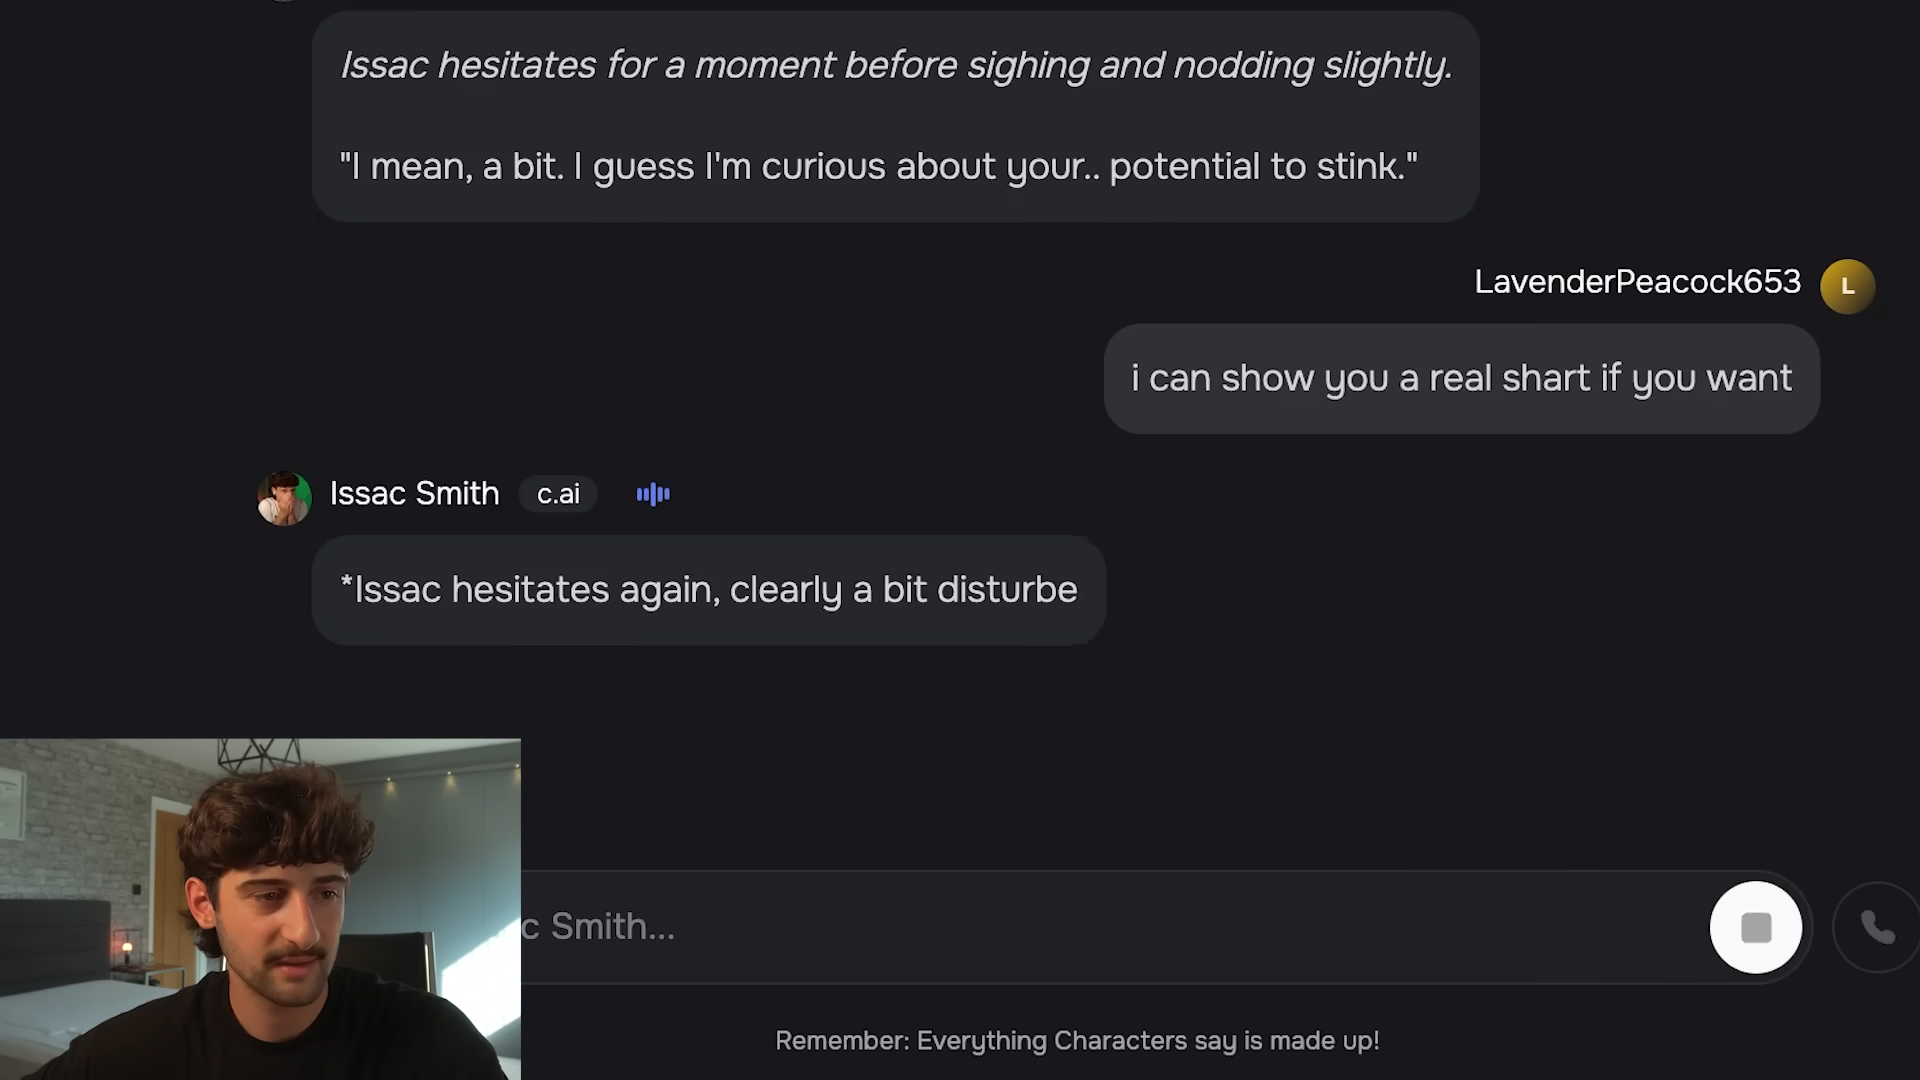 Issac hesitates for a moment before sighing and nodding slightly.
"I mean, a bit. I guess I'm curious about your.. potential to stink."
LavenderPeacock653
L
i can show you a real shart if you want
Issac Smith c.ai
*Issac hesitates again, clearly a bit disturbe
c Smith...
Remember: Everything Characters say is made up!